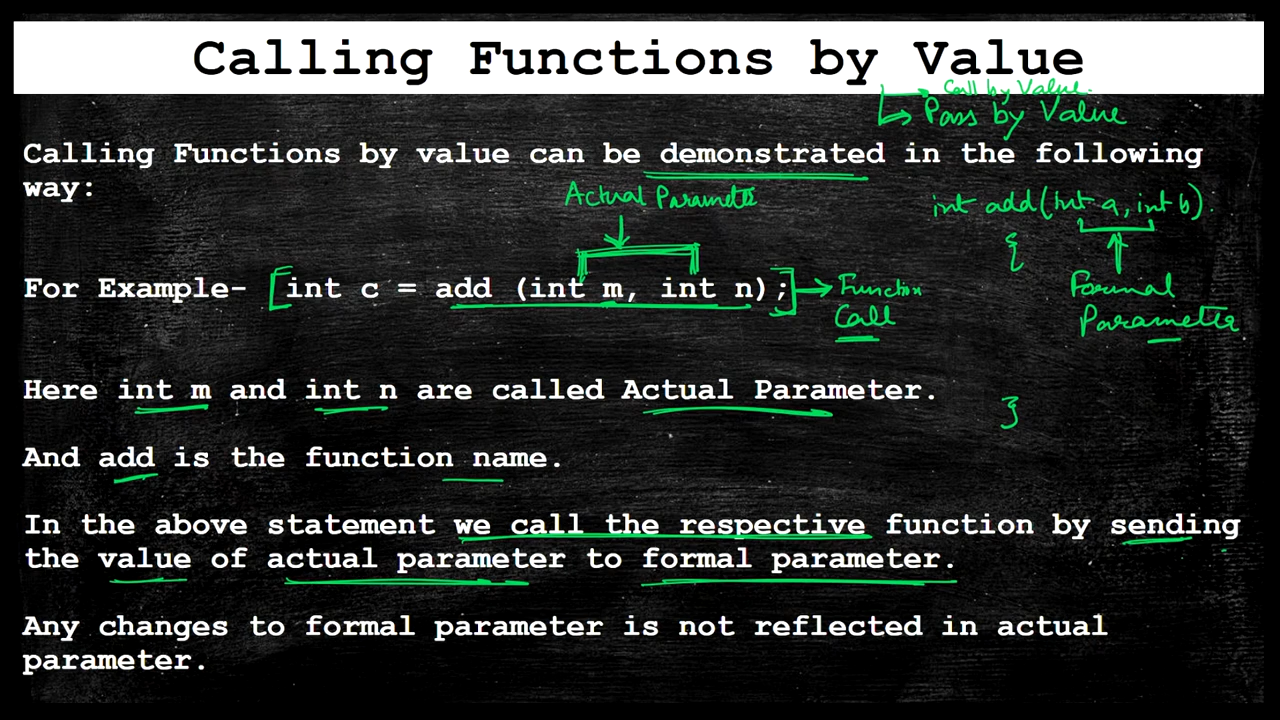 Calling Functions by Value
Call by Value.
Pass by Value
Calling Functions by value can be demonstrated in the following
way:
Actual Parameter
int add(int a, int b).
{
For Example- [int c = add (int m, int n);]
Function
Call
Formal
Parameter
Here int m and int n are called Actual Parameter.
}
And add is the function name.
In the above statement we call the respective function by sending
the value of actual parameter to formal parameter.
Any changes to formal parameter is not reflected in actual
parameter.